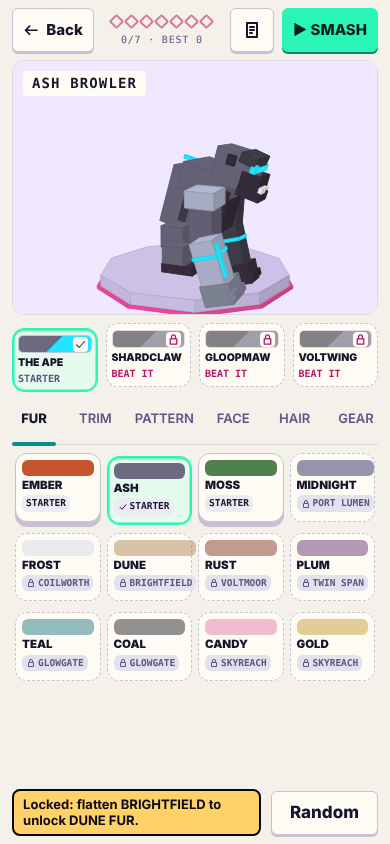 ← Back
0/7 · BEST 0
▶ SMASH
ASH BROWLER
THE APE
STARTER
SHARDCLAW
BEAT IT
GLOOPMAW
BEAT IT
VOLTWING
BEAT IT
FUR TRIM PATTERN FACE HAIR GEAR
EMBER
STARTER
ASH
STARTER
MOSS
STARTER
MIDNIGHT
PORT LUMEN
FROST
COILWORTH
DUNE
BRIGHTFIELD
RUST
VOLTMOOR
PLUM
TWIN SPAN
TEAL
GLOWGATE
COAL
GLOWGATE
CANDY
SKYREACH
GOLD
SKYREACH
Locked: flatten BRIGHTFIELD to
unlock DUNE FUR.
Random